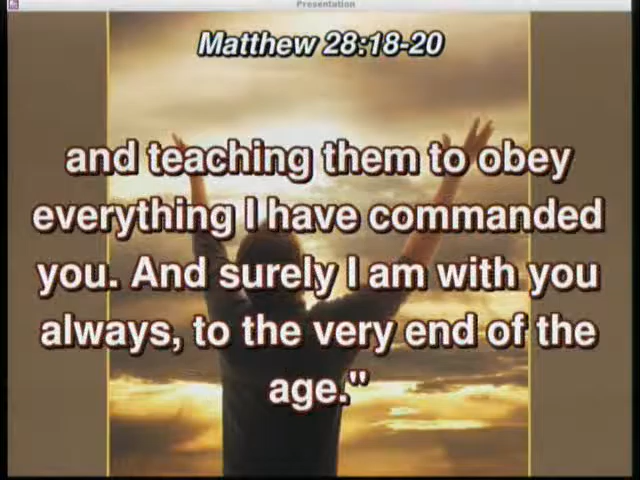 Presentation
Matthew 28:18-20
and teaching them to obey
everything I have commanded
you. And surely I am with you
always, to the very end of the
age."